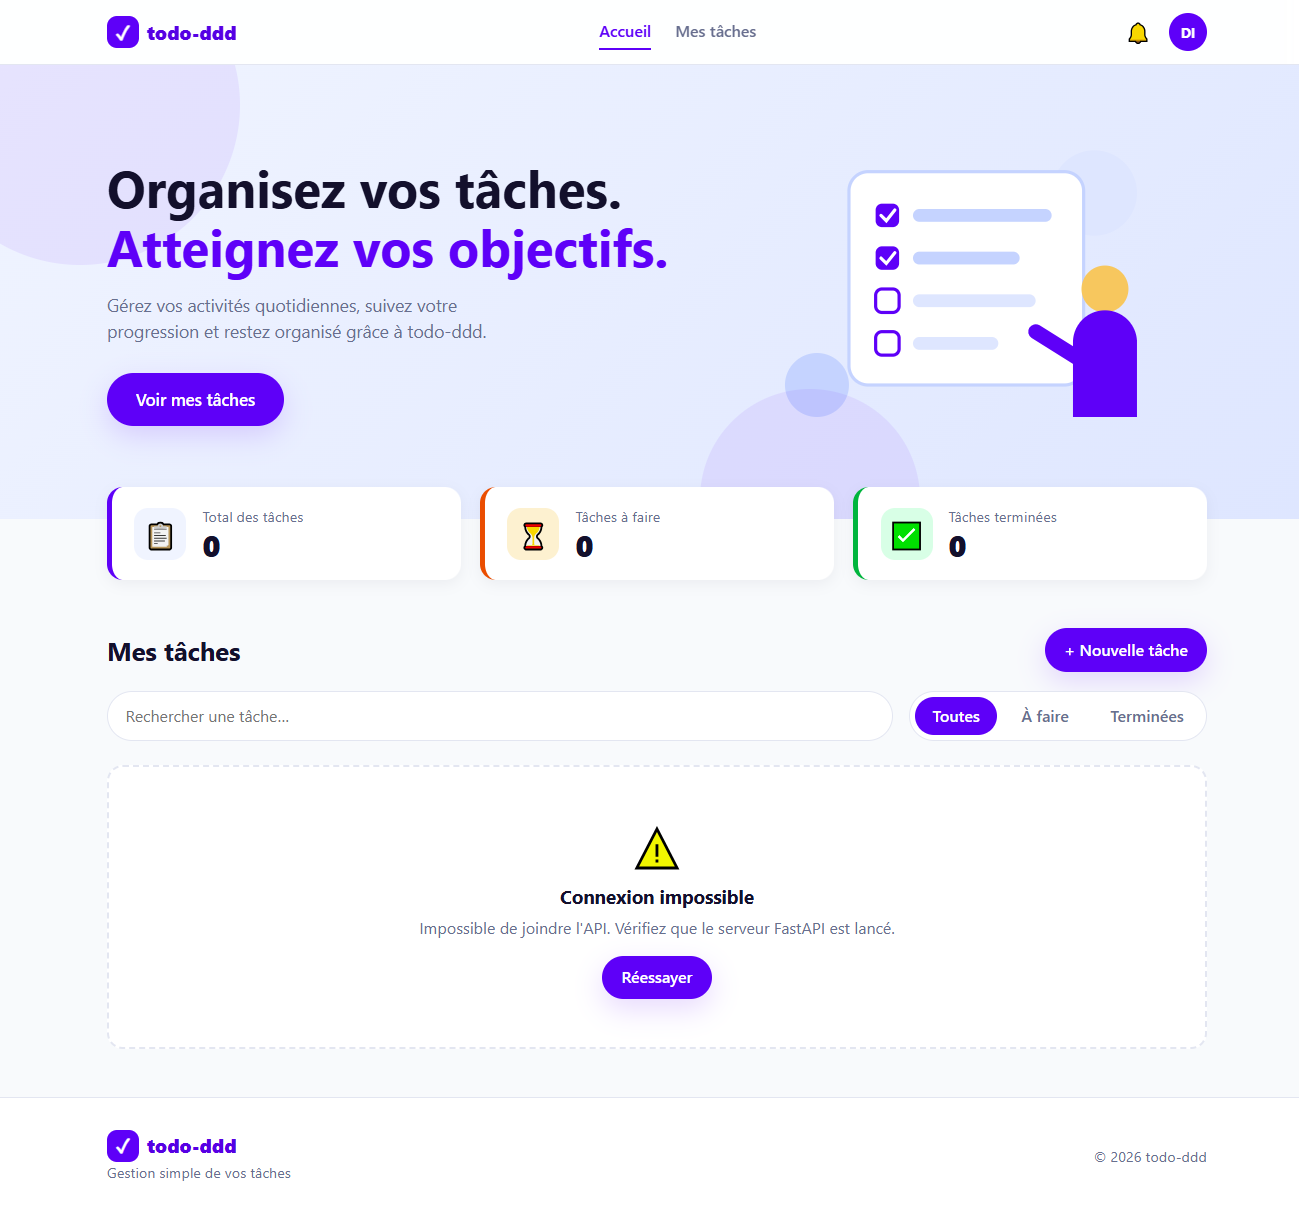 todo-ddd
Accueil
Mes tâches
DI
Organisez vos tâches.
Atteignez vos objectifs.
Gérez vos activités quotidiennes, suivez votre
progression et restez organisé grâce à todo-ddd.
Voir mes tâches
Total des tâches
0
Tâches à faire
0
Tâches terminées
0
Mes tâches
+ Nouvelle tâche
Rechercher une tâche...
Toutes
À faire
Terminées
Connexion impossible
Impossible de joindre l'API. Vérifiez que le serveur FastAPI est lancé.
Réessayer
todo-ddd
Gestion simple de vos tâches
© 2026 todo-ddd